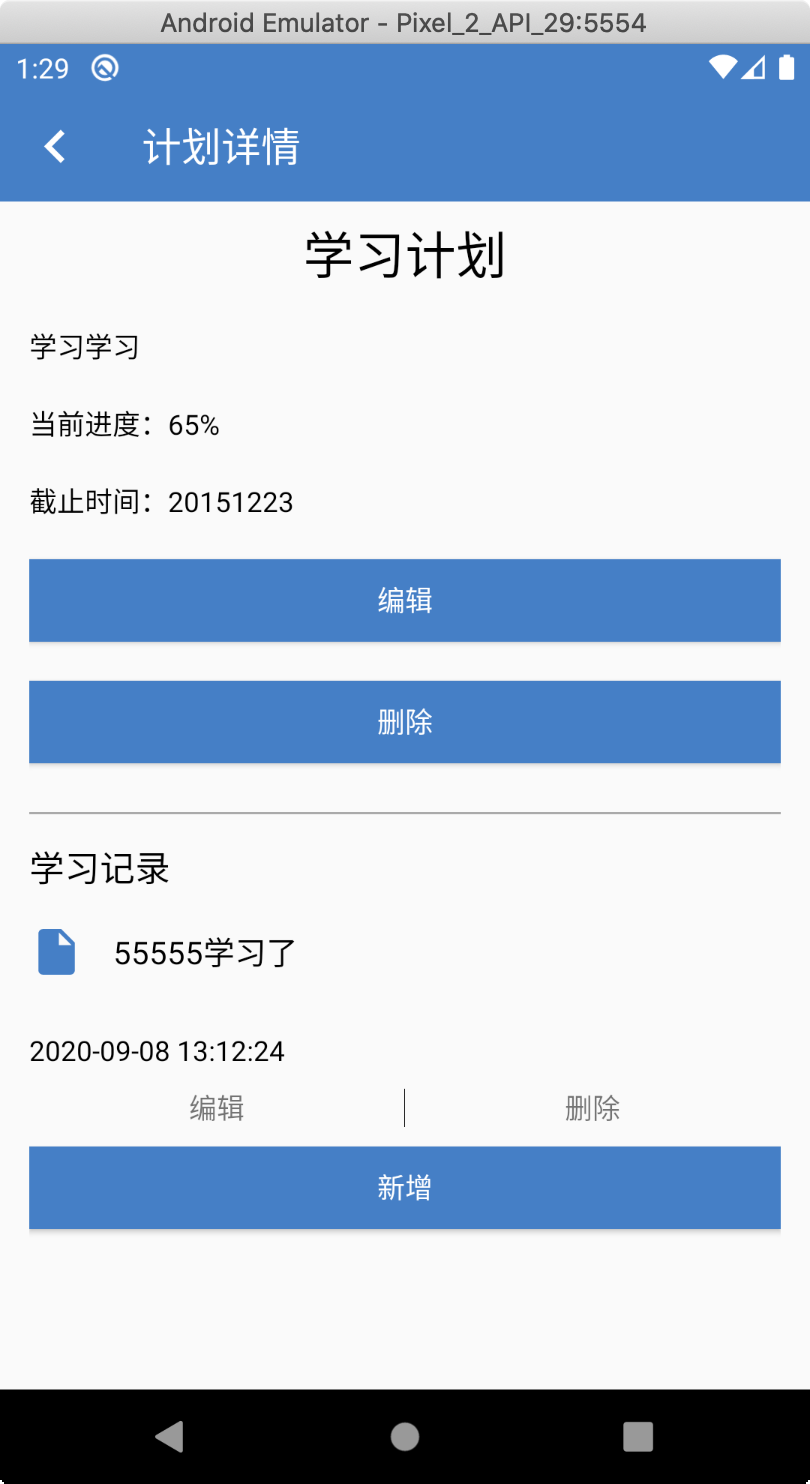 Android Emulator - Pixel_2_API_29:5554
1:29
计划详情
学习计划
学习学习
当前进度：65%
截止时间：20151223
编辑
删除
学习记录
55555学习了
2020-09-08 13:12:24
编辑 删除
新增